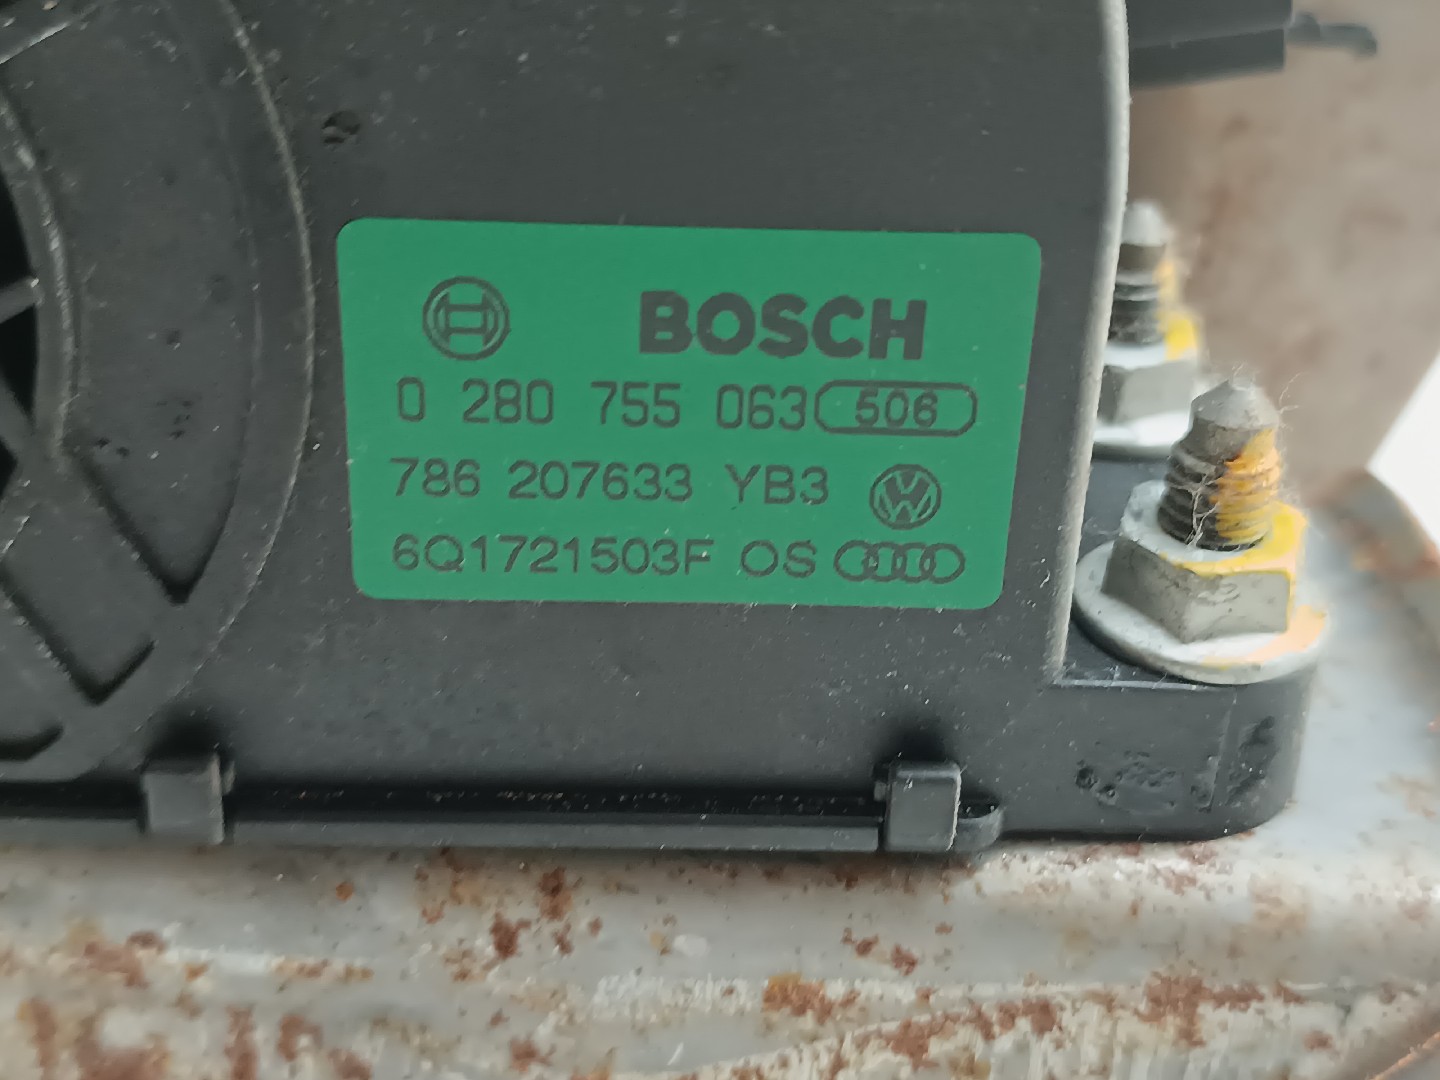 BOSCH
0 280 755 063 506
786 207633 YB3
6Q1721503F OS